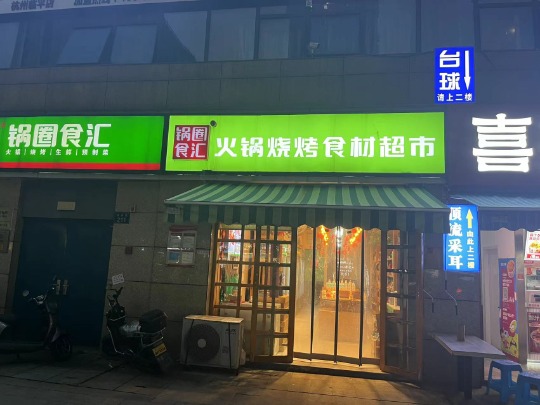 锅圈食汇
火锅|烧烤|生鲜|预制菜
锅圈
食汇
火锅烧烤食材超市
台球
请上二楼
喜
顶流采耳
由此上二楼